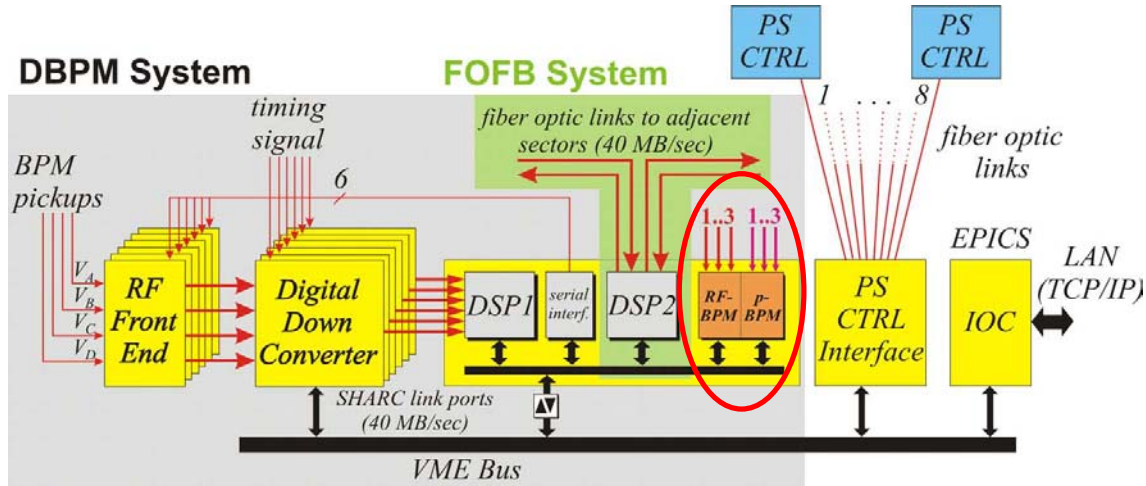 DBPM System
FOFB System
PS
CTRL
PS
CTRL
1 . . . 8
fiber optic
links
timing
signal
fiber optic links to adjacent
sectors (40 MB/sec)
BPM
pickups
6
1..3
1..3
VA
VB
VC
VD
RF
Front
End
Digital
Down
Converter
DSP1
serial
interf.
DSP2
RF-
BPM
p-
BPM
PS
CTRL
Interface
EPICS
IOC
LAN
(TCP/IP)
SHARC link ports
(40 MB/sec)
VME Bus